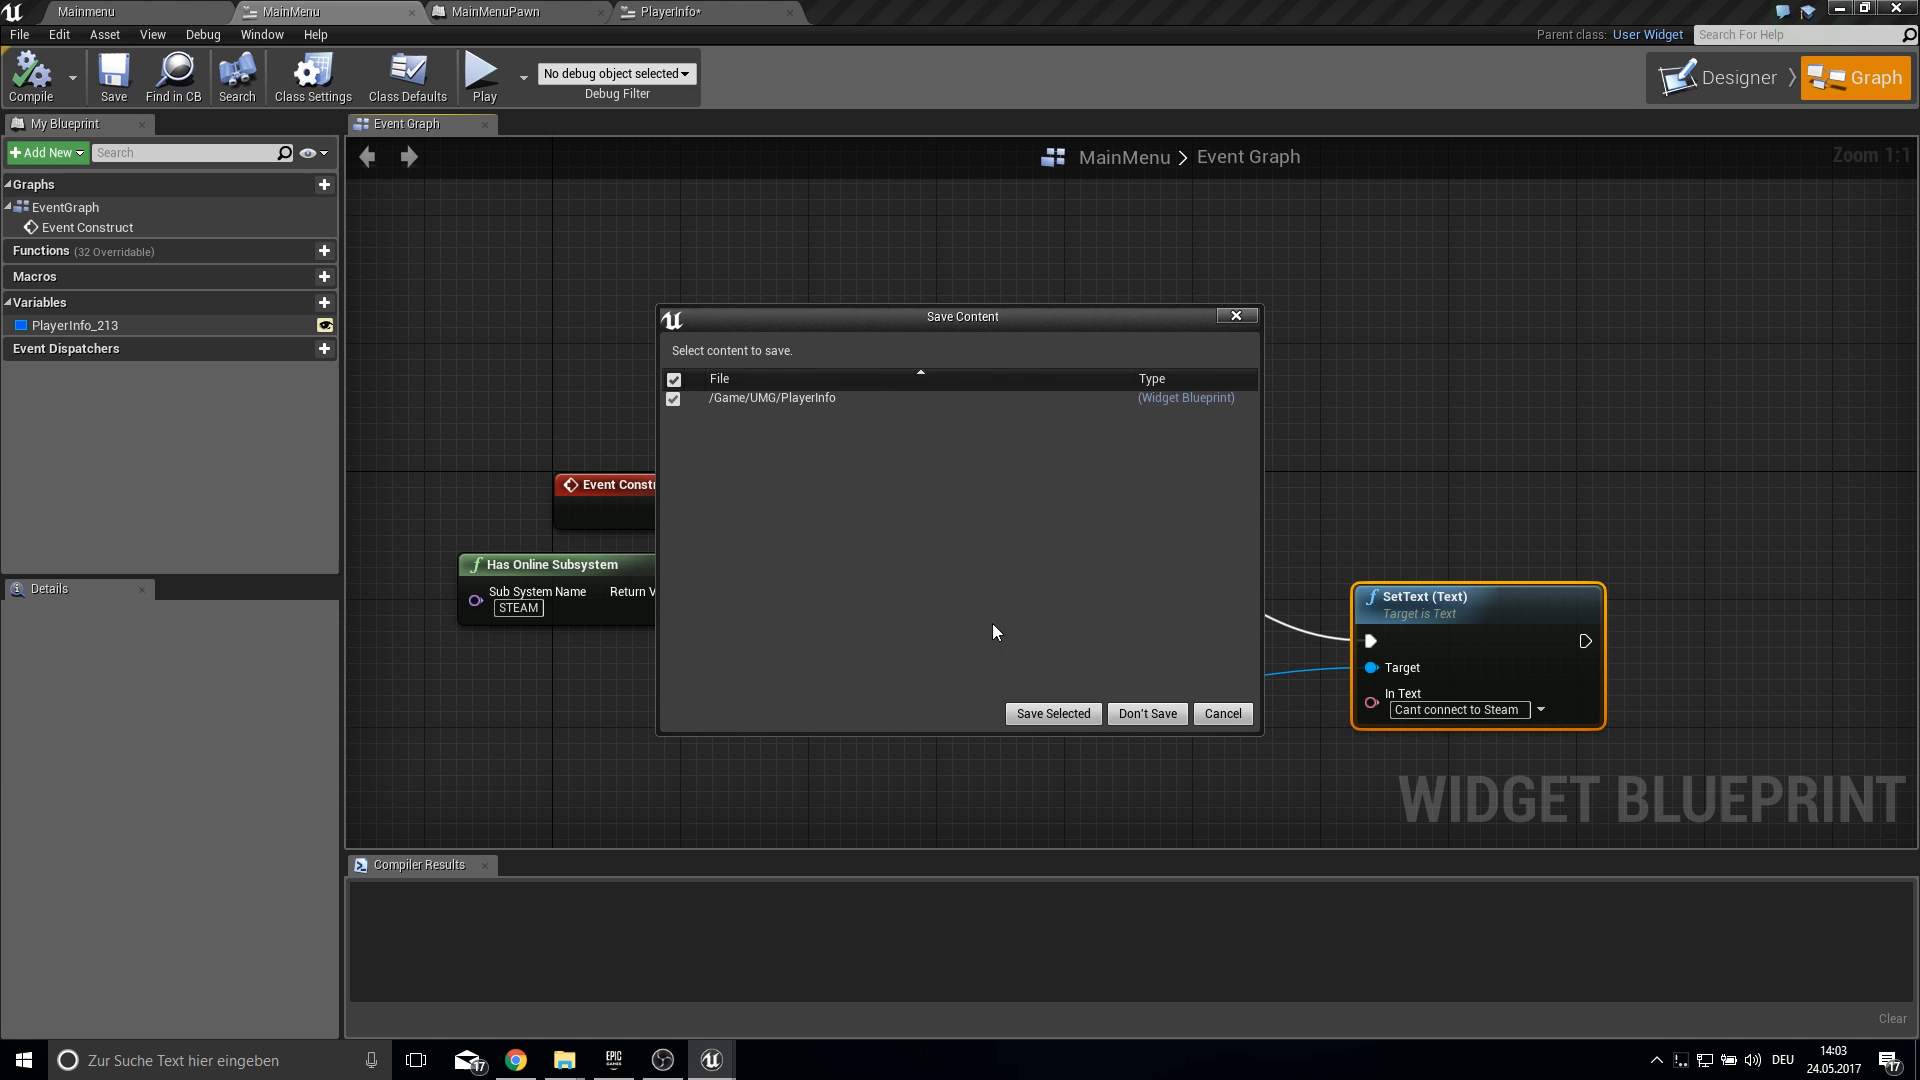 Mainmenu
MainMenu
MainMenuPawn
PlayerInfo*
File Edit Asset View Debug Window Help
Parent class: User Widget
Search For Help
Compile
Save
Find in CB
Search
Class Settings
Class Defaults
Play
No debug object selected
Debug Filter
Designer
Graph
My Blueprint
Event Graph
Add New
Search
MainMenu > Event Graph
Zoom 1:1
Graphs
EventGraph
Event Construct
Functions (32 Overridable)
Macros
Variables
PlayerInfo_213
Event Dispatchers
Save Content
Select content to save.
File Type
/Game/UMG/PlayerInfo (Widget Blueprint)
Save Selected
Don't Save
Cancel
Event Constr
f Has Online Subsystem
Sub System Name Return V
STEAM
f SetText (Text)
Target is Text
Target
In Text
Cant connect to Steam
WIDGET BLUEPRINT
Details
Compiler Results
Clear
Zur Suche Text hier eingeben
17
EPIC
GAMES
DEU
14:03
24.05.2017
17